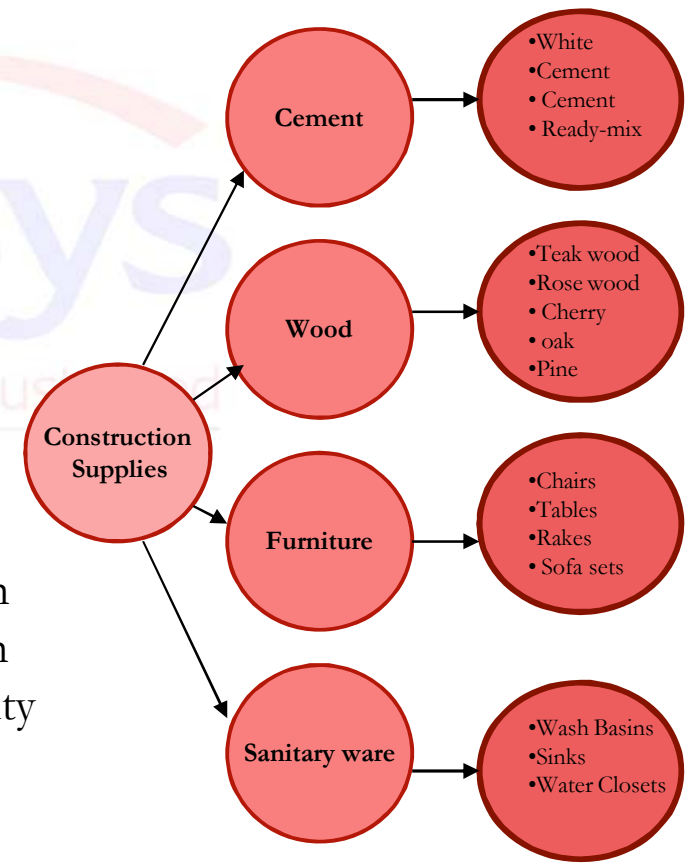 Cement
•White
•Cement
• Cement
• Ready-mix
Wood
•Teak wood
•Rose wood
• Cherry
• oak
•Pine
Construction
Supplies
Furniture
•Chairs
•Tables
•Rakes
• Sofa sets
Sanitary ware
•Wash Basins
•Sinks
•Water Closets